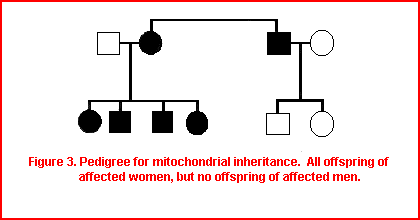 Figure 3. Pedigree for mitochondrial inheritance.  All offspring of
affected women, but no offspring of affected men.